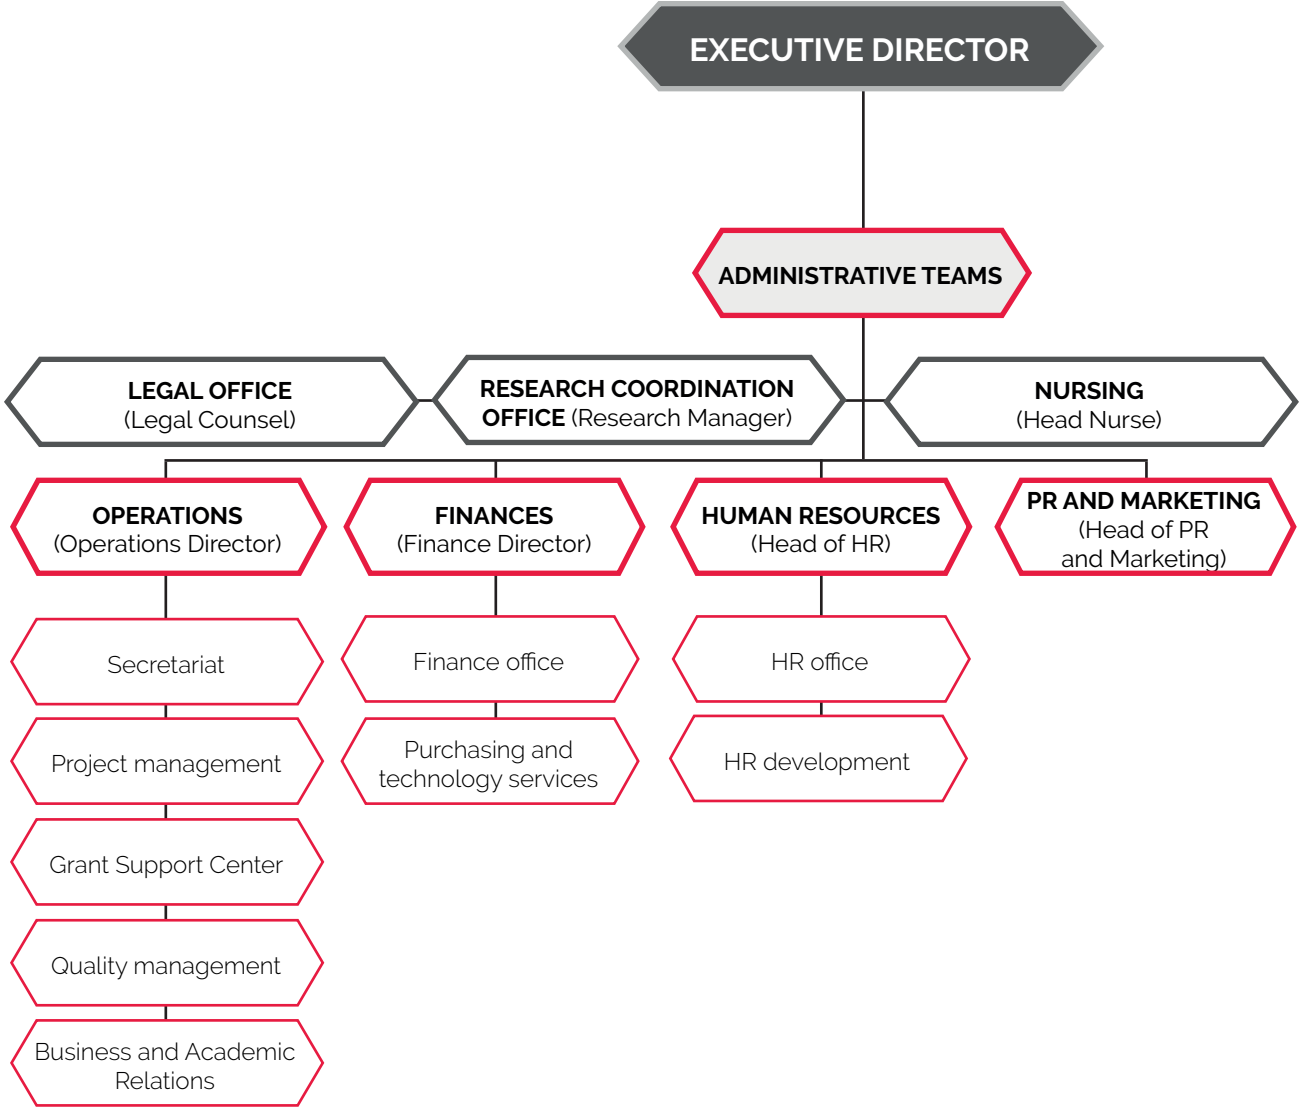 EXECUTIVE DIRECTOR
ADMINISTRATIVE TEAMS
LEGAL OFFICE
(Legal Counsel)
RESEARCH COORDINATION
OFFICE (Research Manager)
NURSING
(Head Nurse)
OPERATIONS
(Operations Director)
FINANCES
(Finance Director)
HUMAN RESOURCES
(Head of HR)
PR AND MARKETING
(Head of PR
and Marketing)
Secretariat
Finance office
HR office
Project management
Purchasing and
technology services
HR development
Grant Support Center
Quality management
Business and Academic
Relations